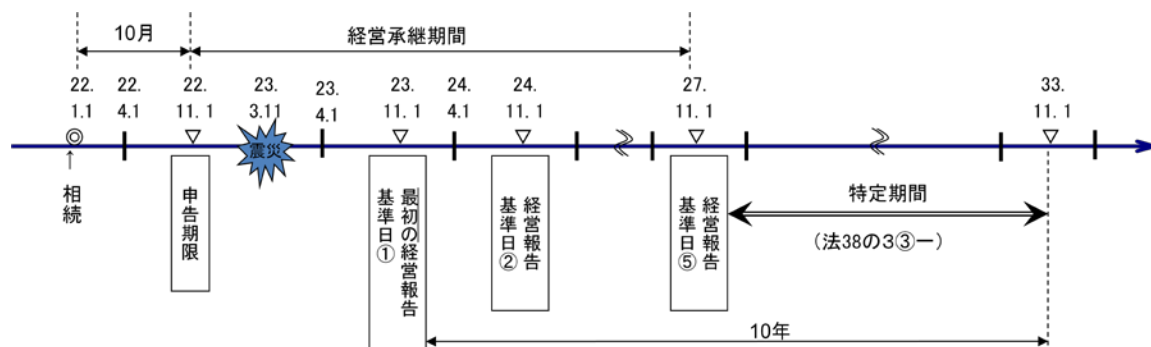 10月
経営承継期間
22.
1.1
22.
4.1
22.
11.1
23.
3.11
23.
4.1
23.
11.1
24.
4.1
24.
11.1
27.
11.1
33.
11.1
震災
↑
相続
申告期限
最初の経営報告
基準日①
経営報告
基準日②
経営報告
基準日⑤
特定期間
（法38の3③一）
10年